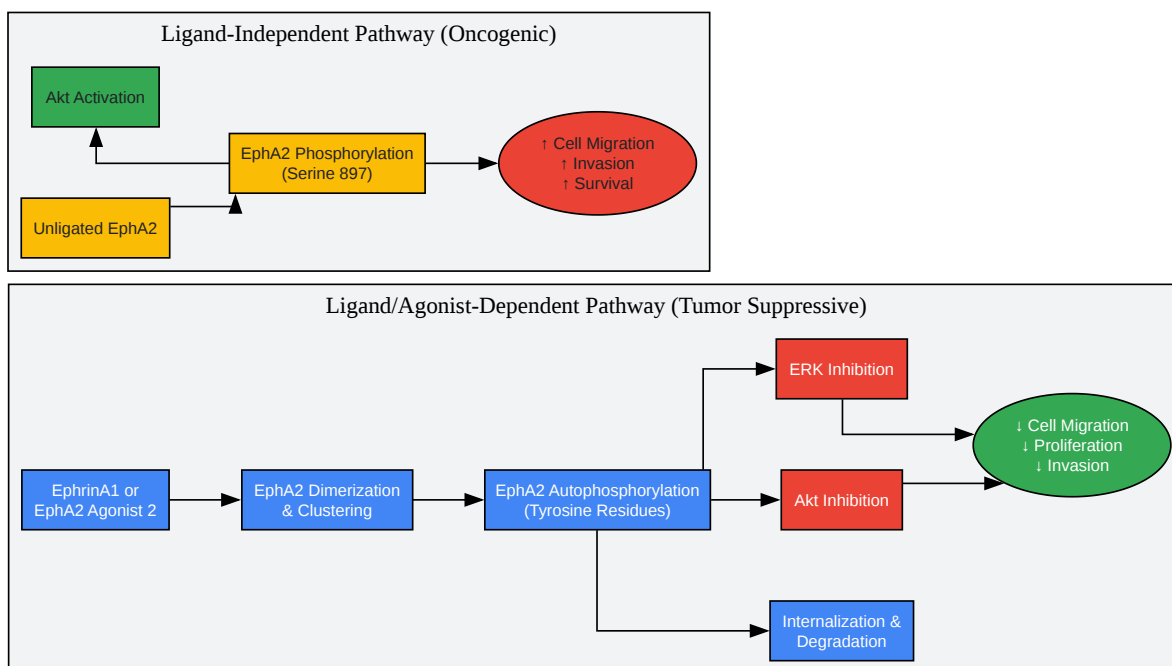 Ligand-Independent Pathway (Oncogenic)
Akt Activation
EphA2 Phosphorylation
(Serine 897)
↑ Cell Migration
↑ Invasion
↑ Survival
Unligated EphA2
Ligand/Agonist-Dependent Pathway (Tumor Suppressive)
ERK Inhibition
↓ Cell Migration
↓ Proliferation
↓ Invasion
EphrinA1 or
EphA2 Agonist 2
EphA2 Dimerization
& Clustering
EphA2 Autophosphorylation
(Tyrosine Residues)
Akt Inhibition
Internalization &
Degradation